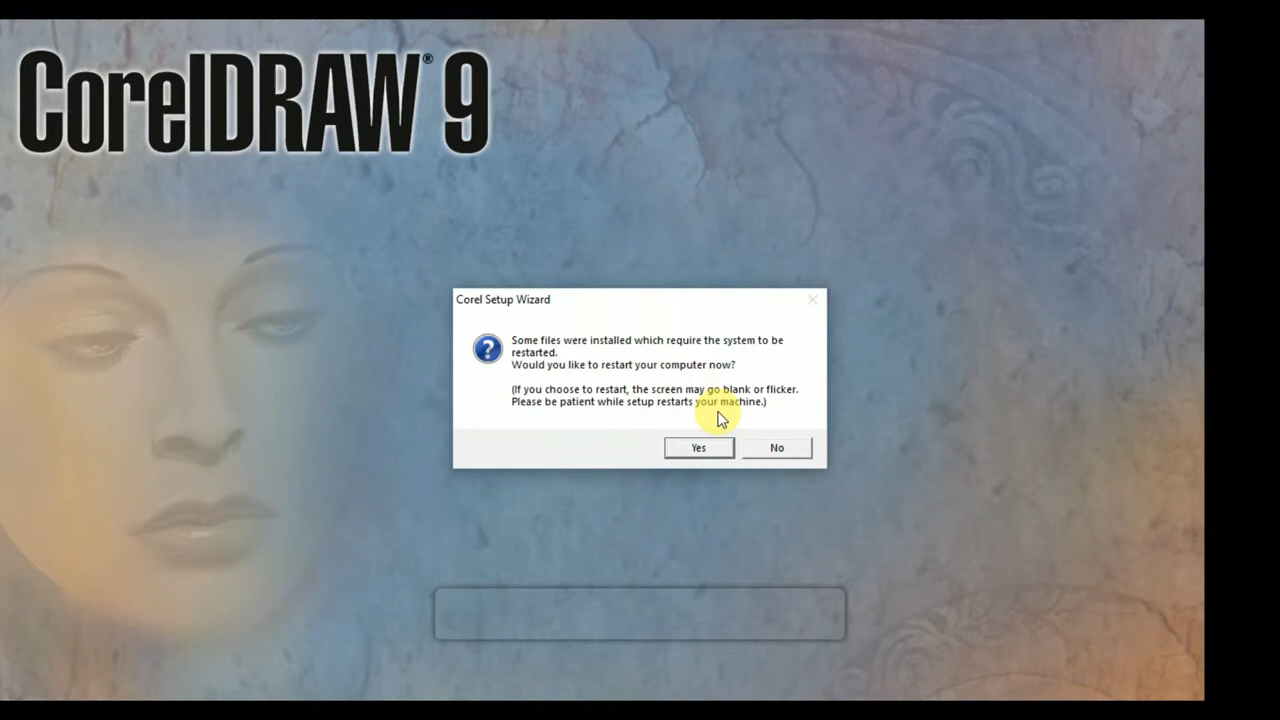 CorelDRAW® 9
Corel Setup Wizard
Some files were installed which require the system to be
restarted.
Would you like to restart your computer now?
(If you choose to restart, the screen may go blank or flicker.
Please be patient while setup restarts your machine.)
Yes
No